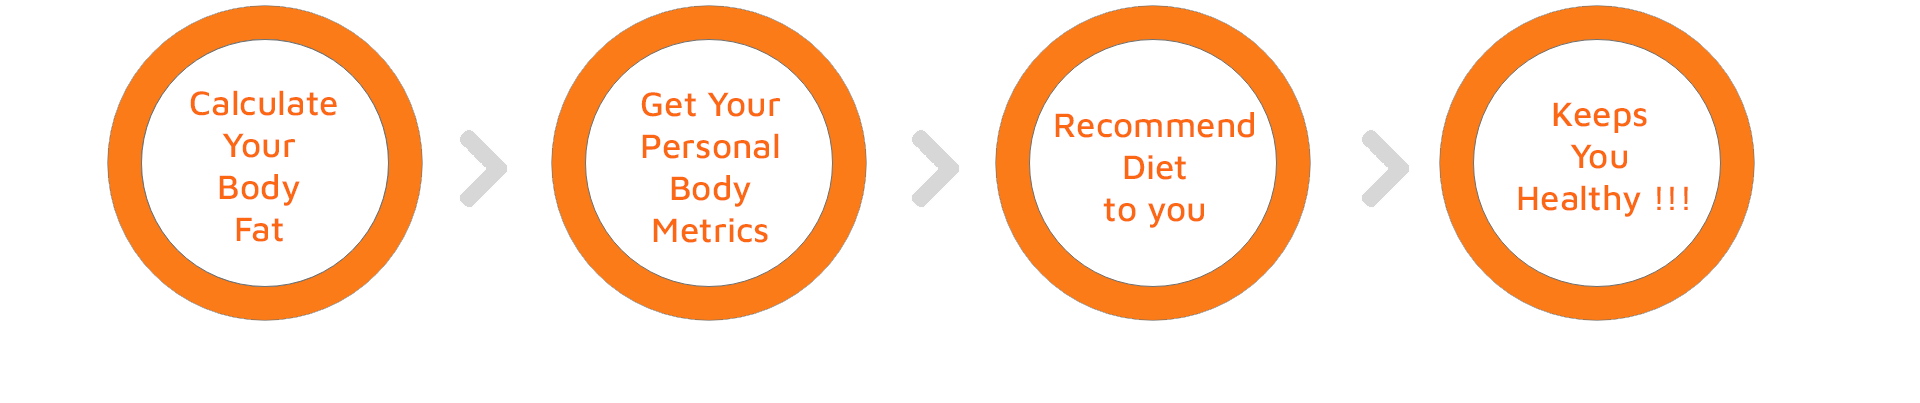 Calculate
Your
Body
Fat
Get Your
Personal
Body
Metrics
Recommend
Diet
to you
Keeps
You
Healthy !!!